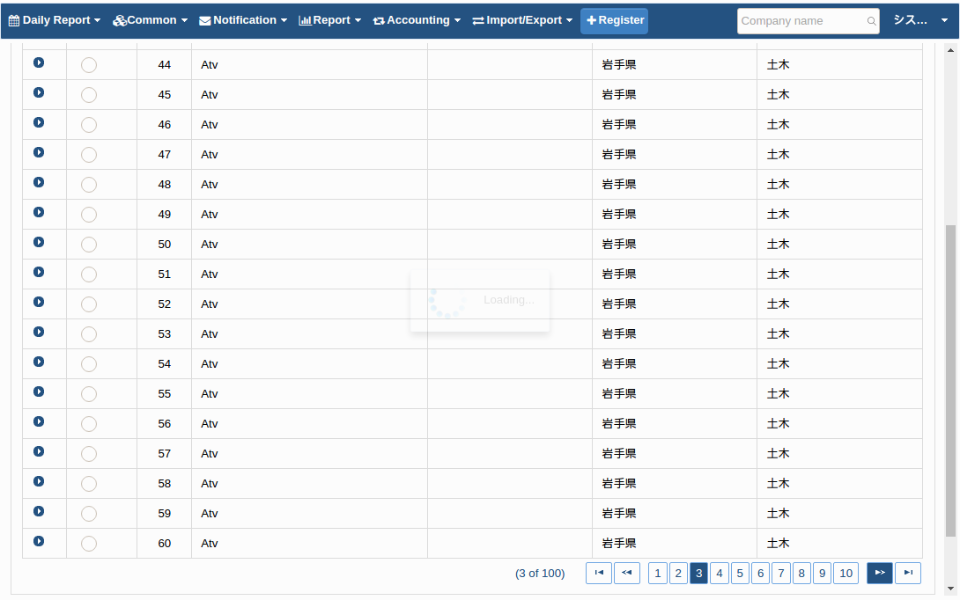 Daily Report Common Notification Report Accounting Import/Export Register Company name シス...
44 Atv 岩手県 土木
45 Atv 岩手県 土木
46 Atv 岩手県 土木
47 Atv 岩手県 土木
48 Atv 岩手県 土木
49 Atv 岩手県 土木
50 Atv 岩手県 土木
51 Atv 岩手県 土木
Loading...
52 Atv 岩手県 土木
53 Atv 岩手県 土木
54 Atv 岩手県 土木
55 Atv 岩手県 土木
56 Atv 岩手県 土木
57 Atv 岩手県 土木
58 Atv 岩手県 土木
59 Atv 岩手県 土木
60 Atv 岩手県 土木
(3 of 100) 1 2 3 4 5 6 7 8 9 10